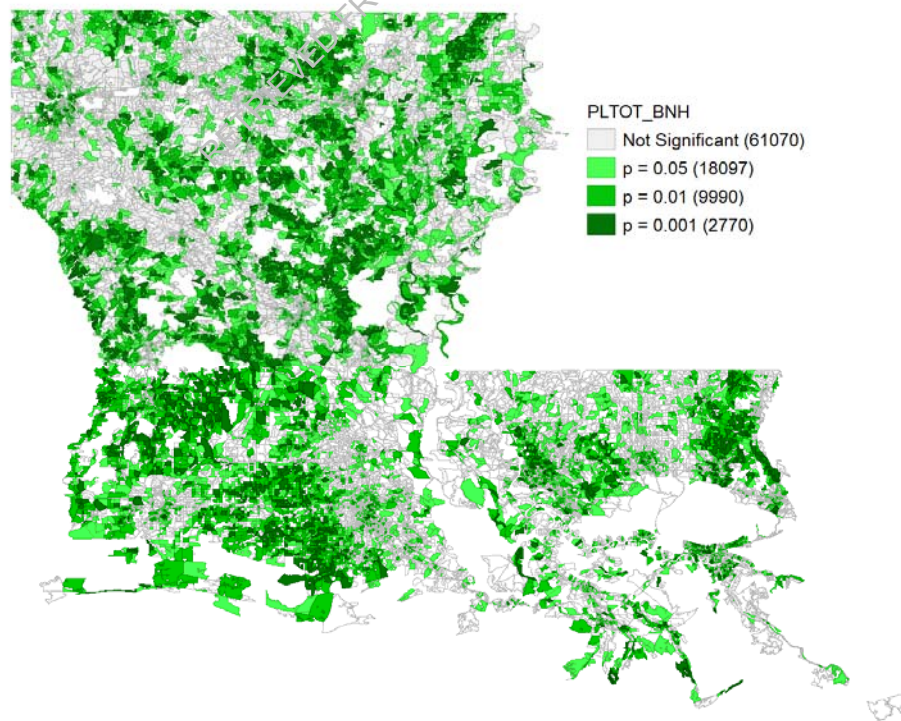 PLTOT_BNH
Not Significant (61070)
p = 0.05 (18097)
p = 0.01 (9990)
p = 0.001 (2770)